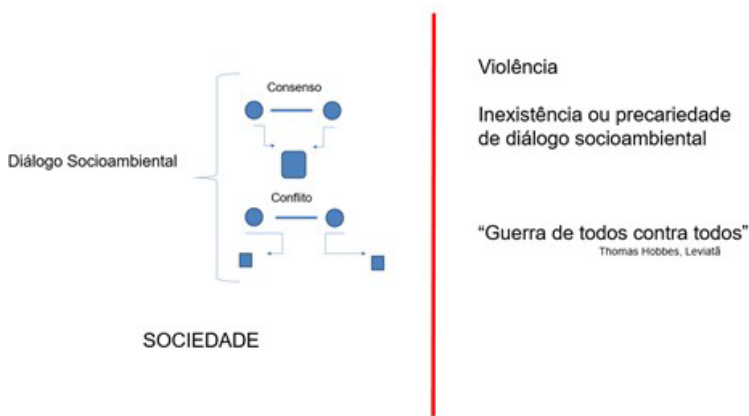 Consenso
Diálogo Socioambiental
Conflito
SOCIEDADE
Violência
Inexistência ou precariedade
de diálogo socioambiental
“Guerra de todos contra todos”
Thomas Hobbes, Leviatã